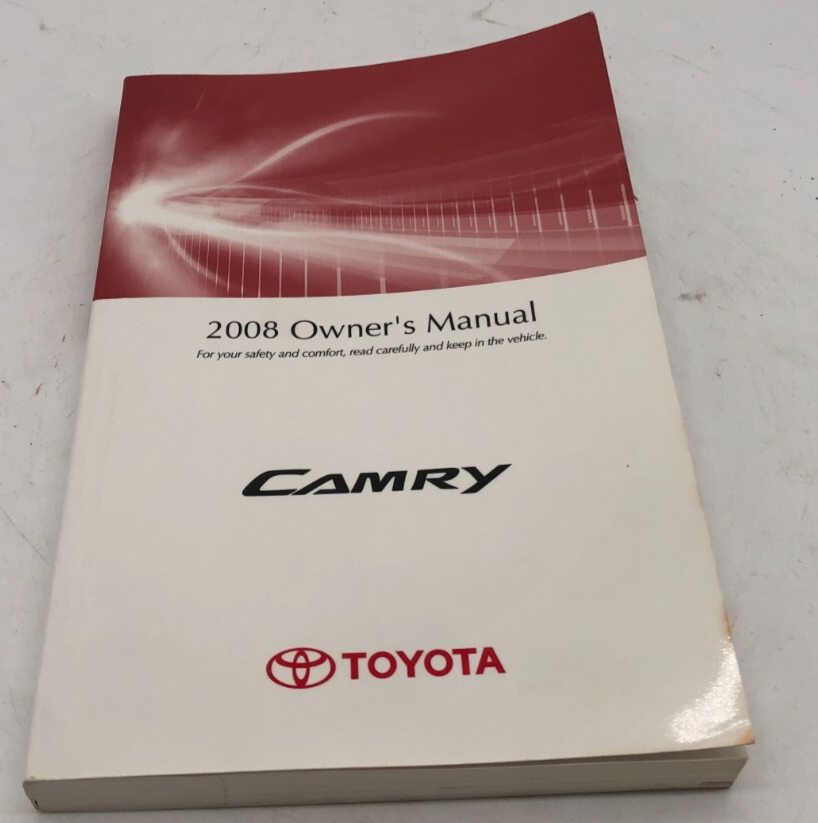 2008 Owner's Manual
For your safety and comfort, read carefully and keep in the vehicle.
CAMRY
TOYOTA